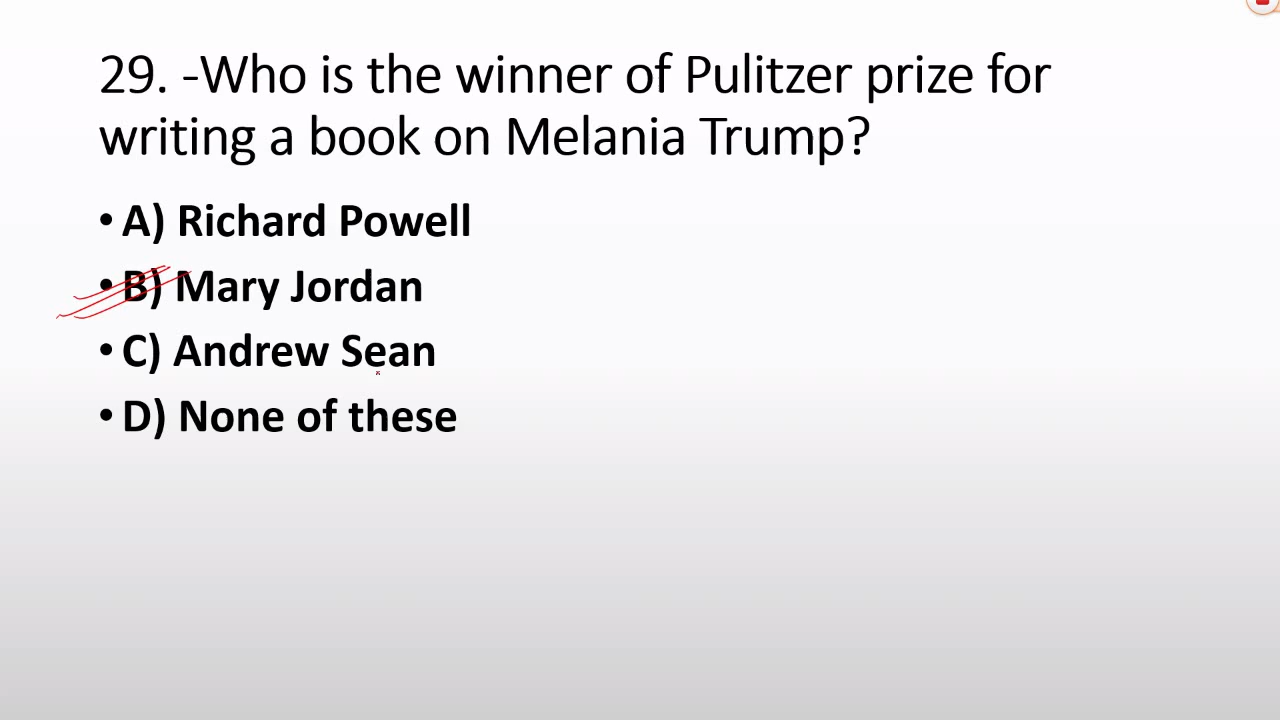 29. -Who is the winner of Pulitzer prize for
writing a book on Melania Trump?
• A) Richard Powell
• B) Mary Jordan
• C) Andrew Sean
• D) None of these